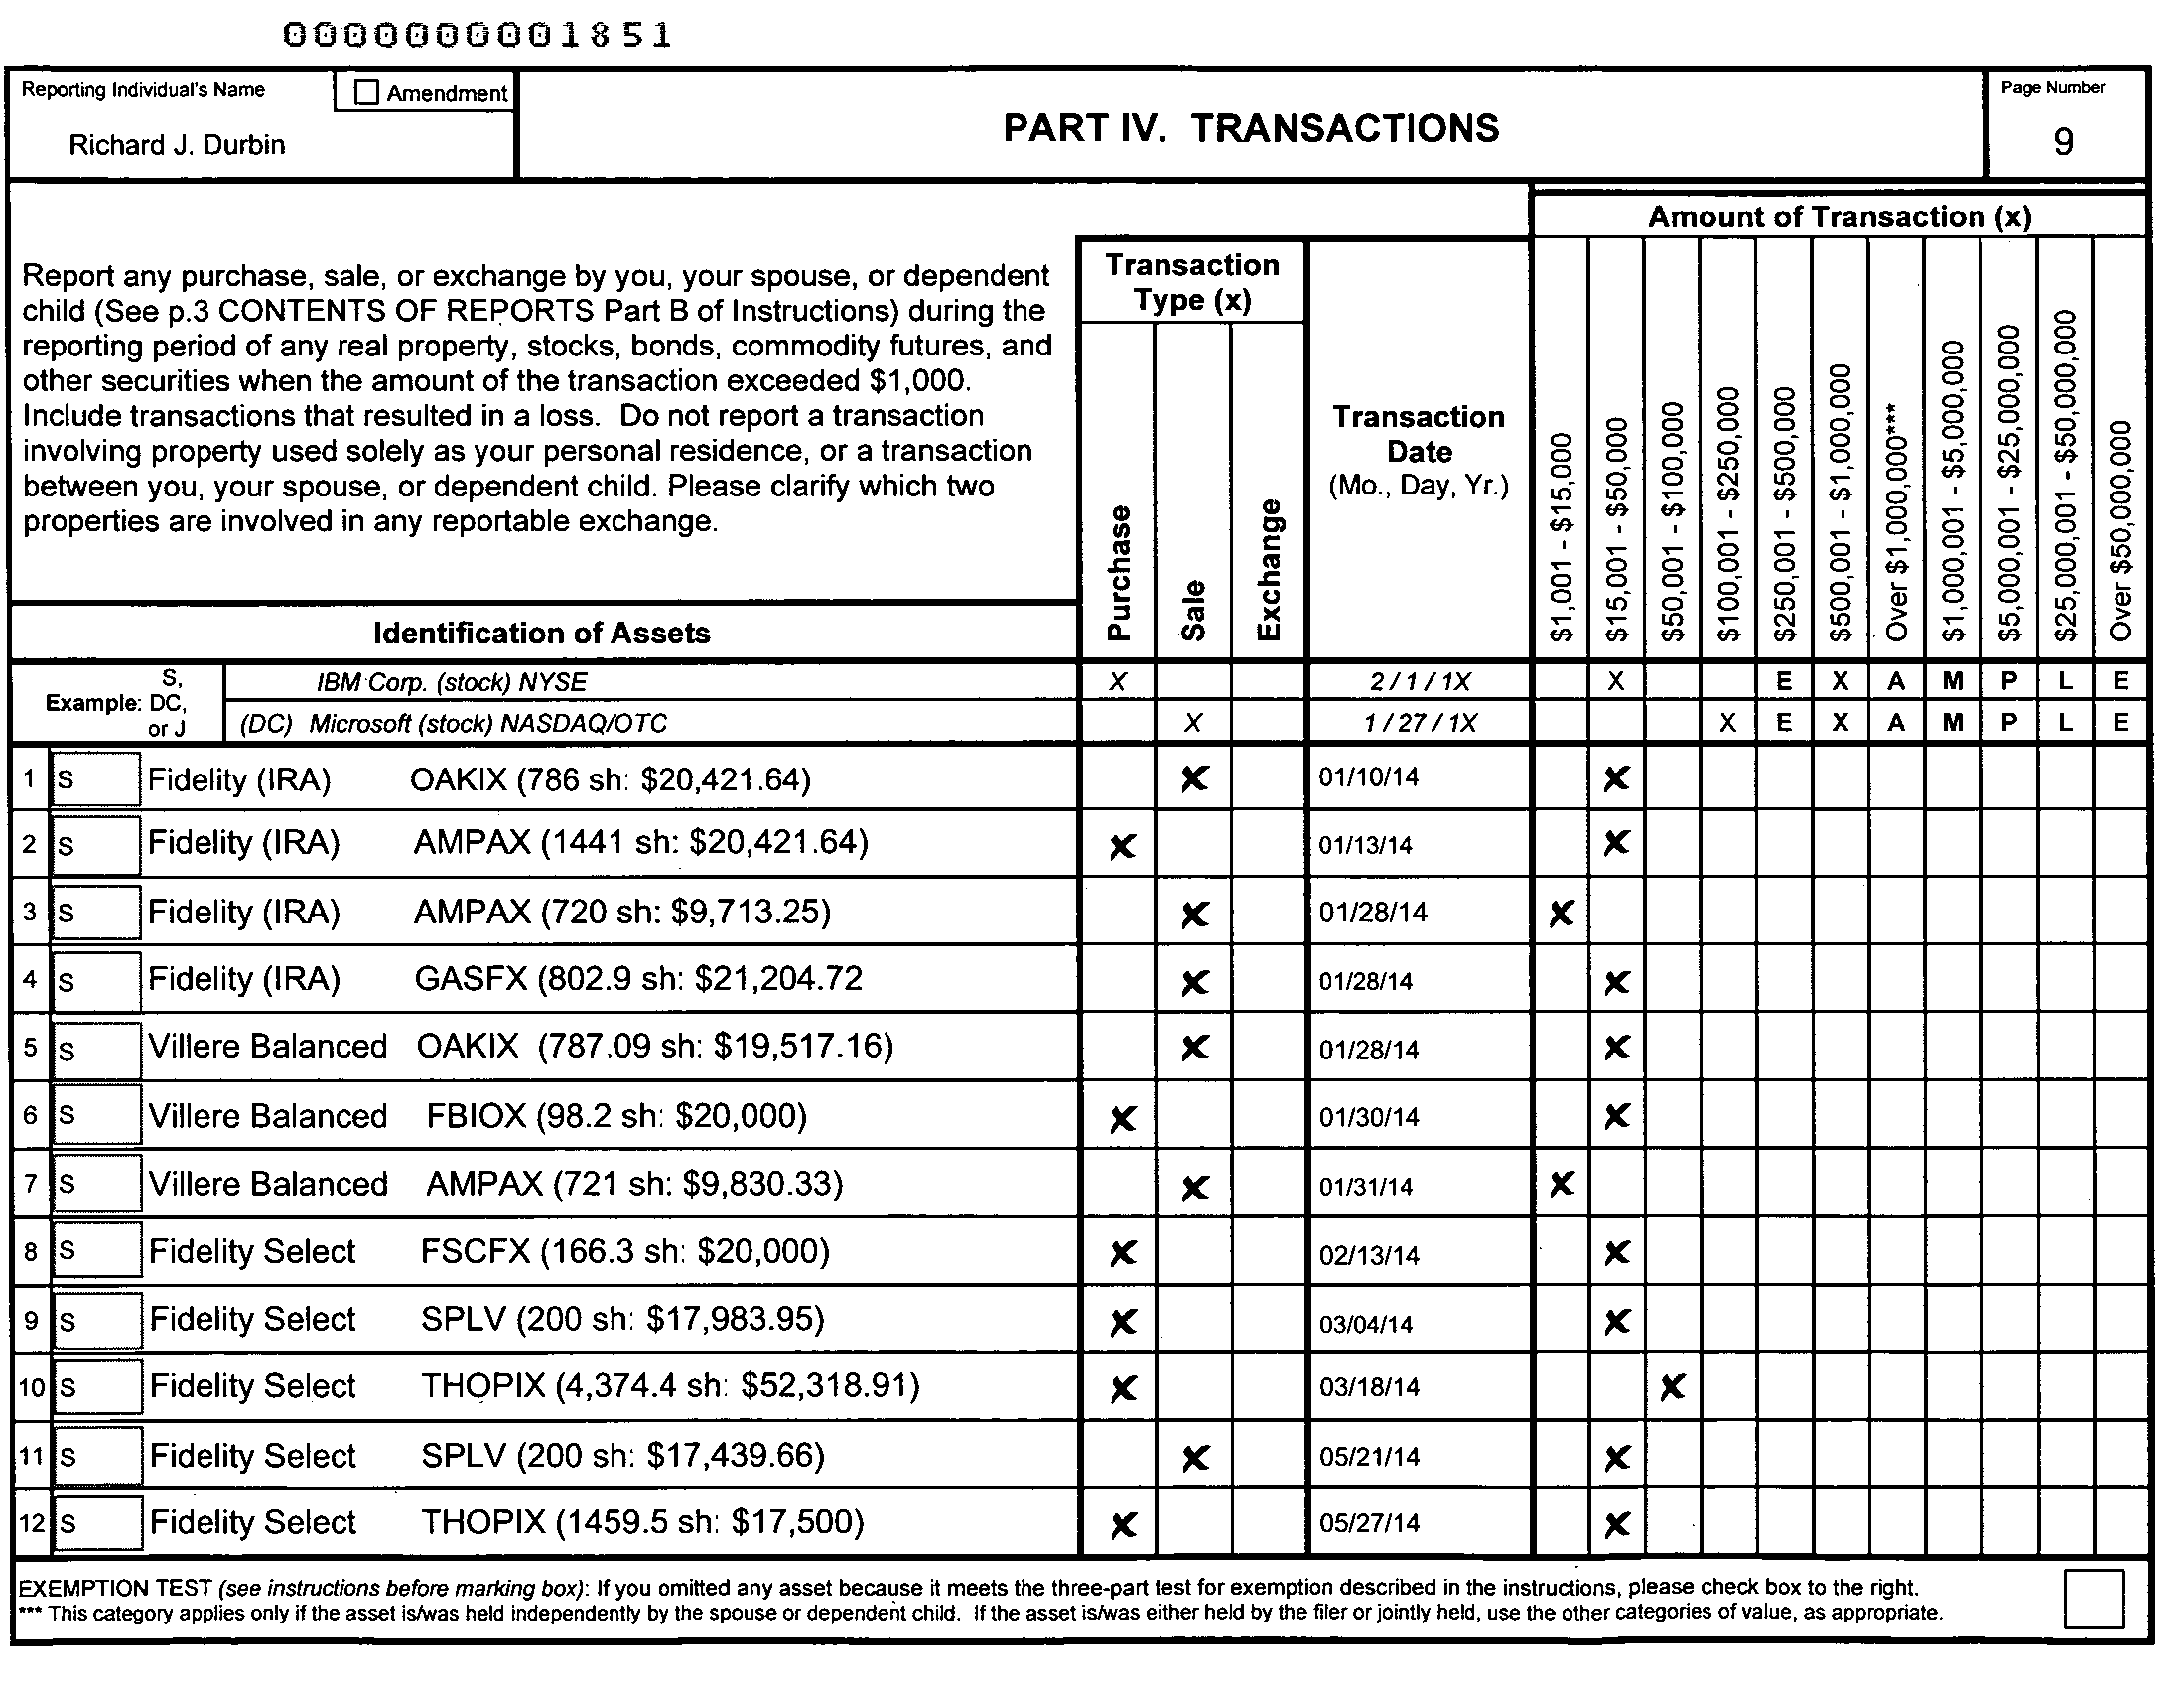 0000000001851
Reporting Individual's Name
☐ Amendment
Richard J. Durbin
PART IV. TRANSACTIONS
Page Number
9
Report any purchase, sale, or exchange by you, your spouse, or dependent
child (See p.3 CONTENTS OF REPORTS Part B of Instructions) during the
reporting period of any real property, stocks, bonds, commodity futures, and
other securities when the amount of the transaction exceeded $1,000.
Include transactions that resulted in a loss. Do not report a transaction
involving property used solely as your personal residence, or a transaction
between you, your spouse, or dependent child. Please clarify which two
properties are involved in any reportable exchange.
Identification of Assets
Transaction
Type (x)
Purchase
Sale
Exchange
Transaction
Date
(Mo., Day, Yr.)
Amount of Transaction (x)
$1,001 - $15,000
$15,001 - $50,000
$50,001 - $100,000
$100,001 - $250,000
$250,001 - $500,000
$500,001 - $1,000,000
Over $1,000,000***
$1,000,001 - $5,000,000
$5,000,001 - $25,000,000
$25,000,001 - $50,000,000
Over $50,000,000
Example: S, DC, or J
IBM Corp. (stock) NYSE X 2 / 1 / 1X X E X A M P L E
(DC) Microsoft (stock) NASDAQ/OTC X 1 / 27 / 1X X E X A M P L E
1 S Fidelity (IRA) OAKIX (786 sh: $20,421.64) X 01/10/14 X
2 S Fidelity (IRA) AMPAX (1441 sh: $20,421.64) X 01/13/14 X
3 S Fidelity (IRA) AMPAX (720 sh: $9,713.25) X 01/28/14 X
4 S Fidelity (IRA) GASFX (802.9 sh: $21,204.72 X 01/28/14 X
5 S Villere Balanced OAKIX (787.09 sh: $19,517.16) X 01/28/14 X
6 S Villere Balanced FBIOX (98.2 sh: $20,000) X 01/30/14 X
7 S Villere Balanced AMPAX (721 sh: $9,830.33) X 01/31/14 X
8 S Fidelity Select FSCFX (166.3 sh: $20,000) X 02/13/14 X
9 S Fidelity Select SPLV (200 sh: $17,983.95) X 03/04/14 X
10 S Fidelity Select THOPIX (4,374.4 sh: $52,318.91) X 03/18/14 X
11 S Fidelity Select SPLV (200 sh: $17,439.66) X 05/21/14 X
12 S Fidelity Select THOPIX (1459.5 sh: $17,500) X 05/27/14 X
EXEMPTION TEST (see instructions before marking box): If you omitted any asset because it meets the three-part test for exemption described in the instructions, please check box to the right.
*** This category applies only if the asset is/was held independently by the spouse or dependent child. If the asset is/was either held by the filer or jointly held, use the other categories of value, as appropriate.